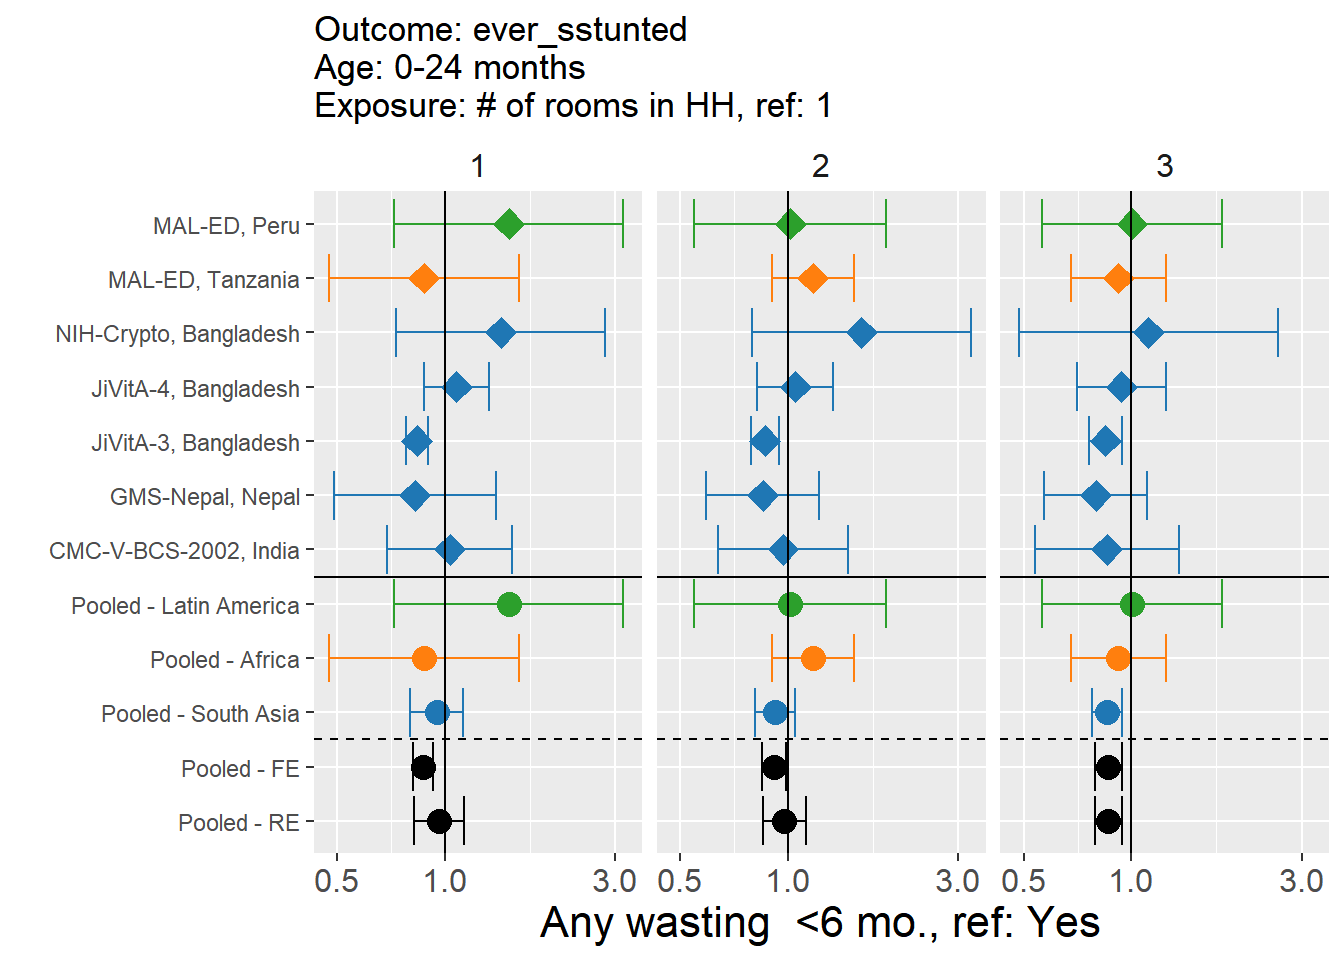 Outcome: ever_sstunted
Age: 0-24 months
Exposure: # of rooms in HH, ref: 1
1 2 3
MAL-ED, Peru
MAL-ED, Tanzania
NIH-Crypto, Bangladesh
JiVitA-4, Bangladesh
JiVitA-3, Bangladesh
GMS-Nepal, Nepal
CMC-V-BCS-2002, India
Pooled - Latin America
Pooled - Africa
Pooled - South Asia
Pooled - FE
Pooled - RE
0.5 1.0 3.0 0.5 1.0 3.0 0.5 1.0 3.0
Any wasting  <6 mo., ref: Yes